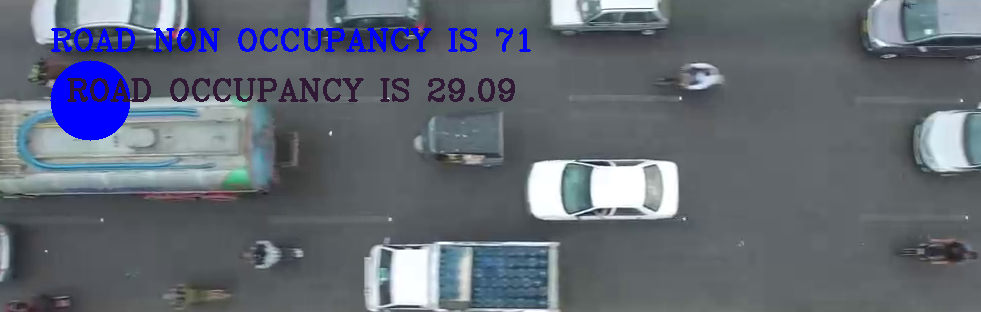 ROAD NON OCCUPANCY IS 71
ROAD OCCUPANCY IS 29.09